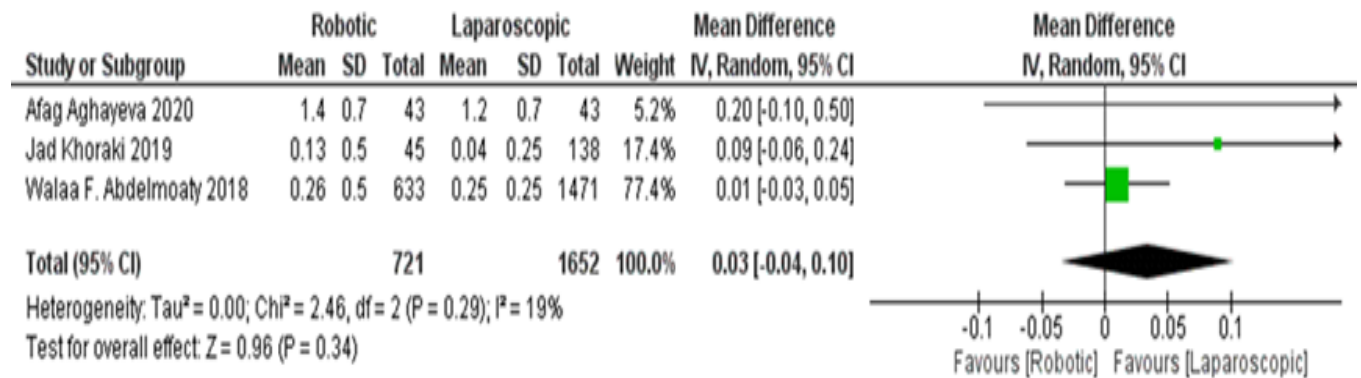 Robotic Laparoscopic Mean Difference Mean Difference
Study or Subgroup Mean SD Total Mean SD Total Weight IV, Random, 95% CI IV, Random, 95% CI
Afag Aghayeva 2020 1.4 0.7 43 1.2 0.7 43 5.2% 0.20 [-0.10, 0.50]
Jad Khoraki 2019 0.13 0.5 45 0.04 0.25 138 17.4% 0.09 [-0.06, 0.24]
Walaa F. Abdelmoaty 2018 0.26 0.5 633 0.25 0.25 1471 77.4% 0.01 [-0.03, 0.05]
Total (95% CI) 721 1652 100.0% 0.03 [-0.04, 0.10]
Heterogeneity: Tau² = 0.00; Chi² = 2.46, df = 2 (P = 0.29); I² = 19%
Test for overall effect: Z = 0.96 (P = 0.34)
-0.1 -0.05 0 0.05 0.1
Favours [Robotic] Favours [Laparoscopic]